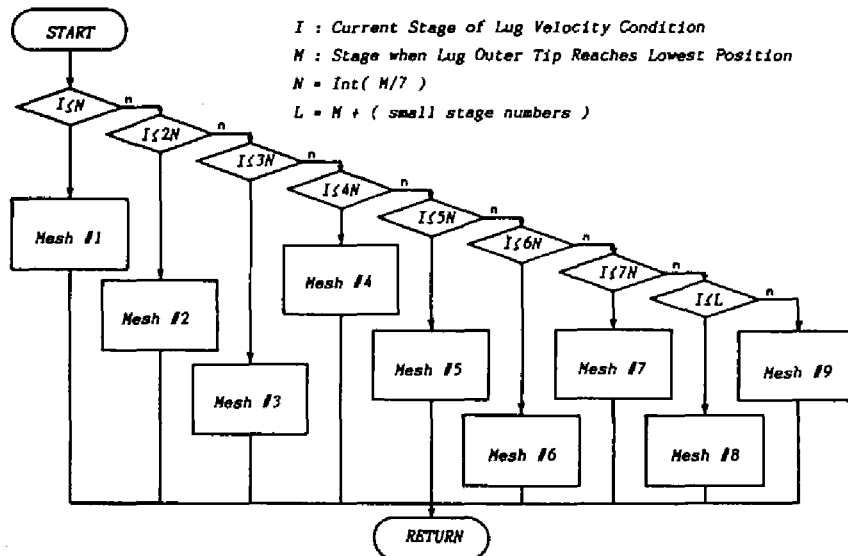 START
I : Current Stage of Lug Velocity Condition
M : Stage when Lug Outer Tip Reaches Lowest Position
N = Int( M/7 )
L = M + ( small stage numbers )
I≤N
n
I≤2N
n
I≤3N
n
I≤4N
n
I≤5N
n
I≤6N
n
I≤7N
n
I≤L
n
Mesh #1
Mesh #2
Mesh #3
Mesh #4
Mesh #5
Mesh #6
Mesh #7
Mesh #8
Mesh #9
RETURN